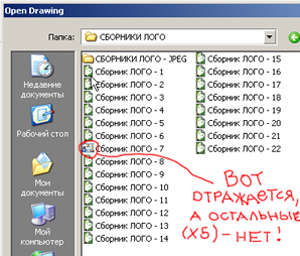 Open Drawing
Папка: СБОРНИКИ ЛОГО
Недавние документы
Рабочий стол
Мои документы
Мой компьютер
СБОРНИКИ ЛОГО - JPEG
Сборник ЛОГО - 1
Сборник ЛОГО - 2
Сборник ЛОГО - 3
Сборник ЛОГО - 4
Сборник ЛОГО - 5
Сборник ЛОГО - 6
Сборник ЛОГО - 7
Сборник ЛОГО - 8
Сборник ЛОГО - 9
Сборник ЛОГО - 10
Сборник ЛОГО - 11
Сборник ЛОГО - 12
Сборник ЛОГО - 13
Сборник ЛОГО - 14
Сборник ЛОГО - 15
Сборник ЛОГО - 16
Сборник ЛОГО - 17
Сборник ЛОГО - 18
Сборник ЛОГО - 19
Сборник ЛОГО - 20
Сборник ЛОГО - 21
Сборник ЛОГО - 22
ВОТ
ОТРАЖАЕТСЯ,
А ОСТАЛЬНЫЕ
(X5) - НЕТ!